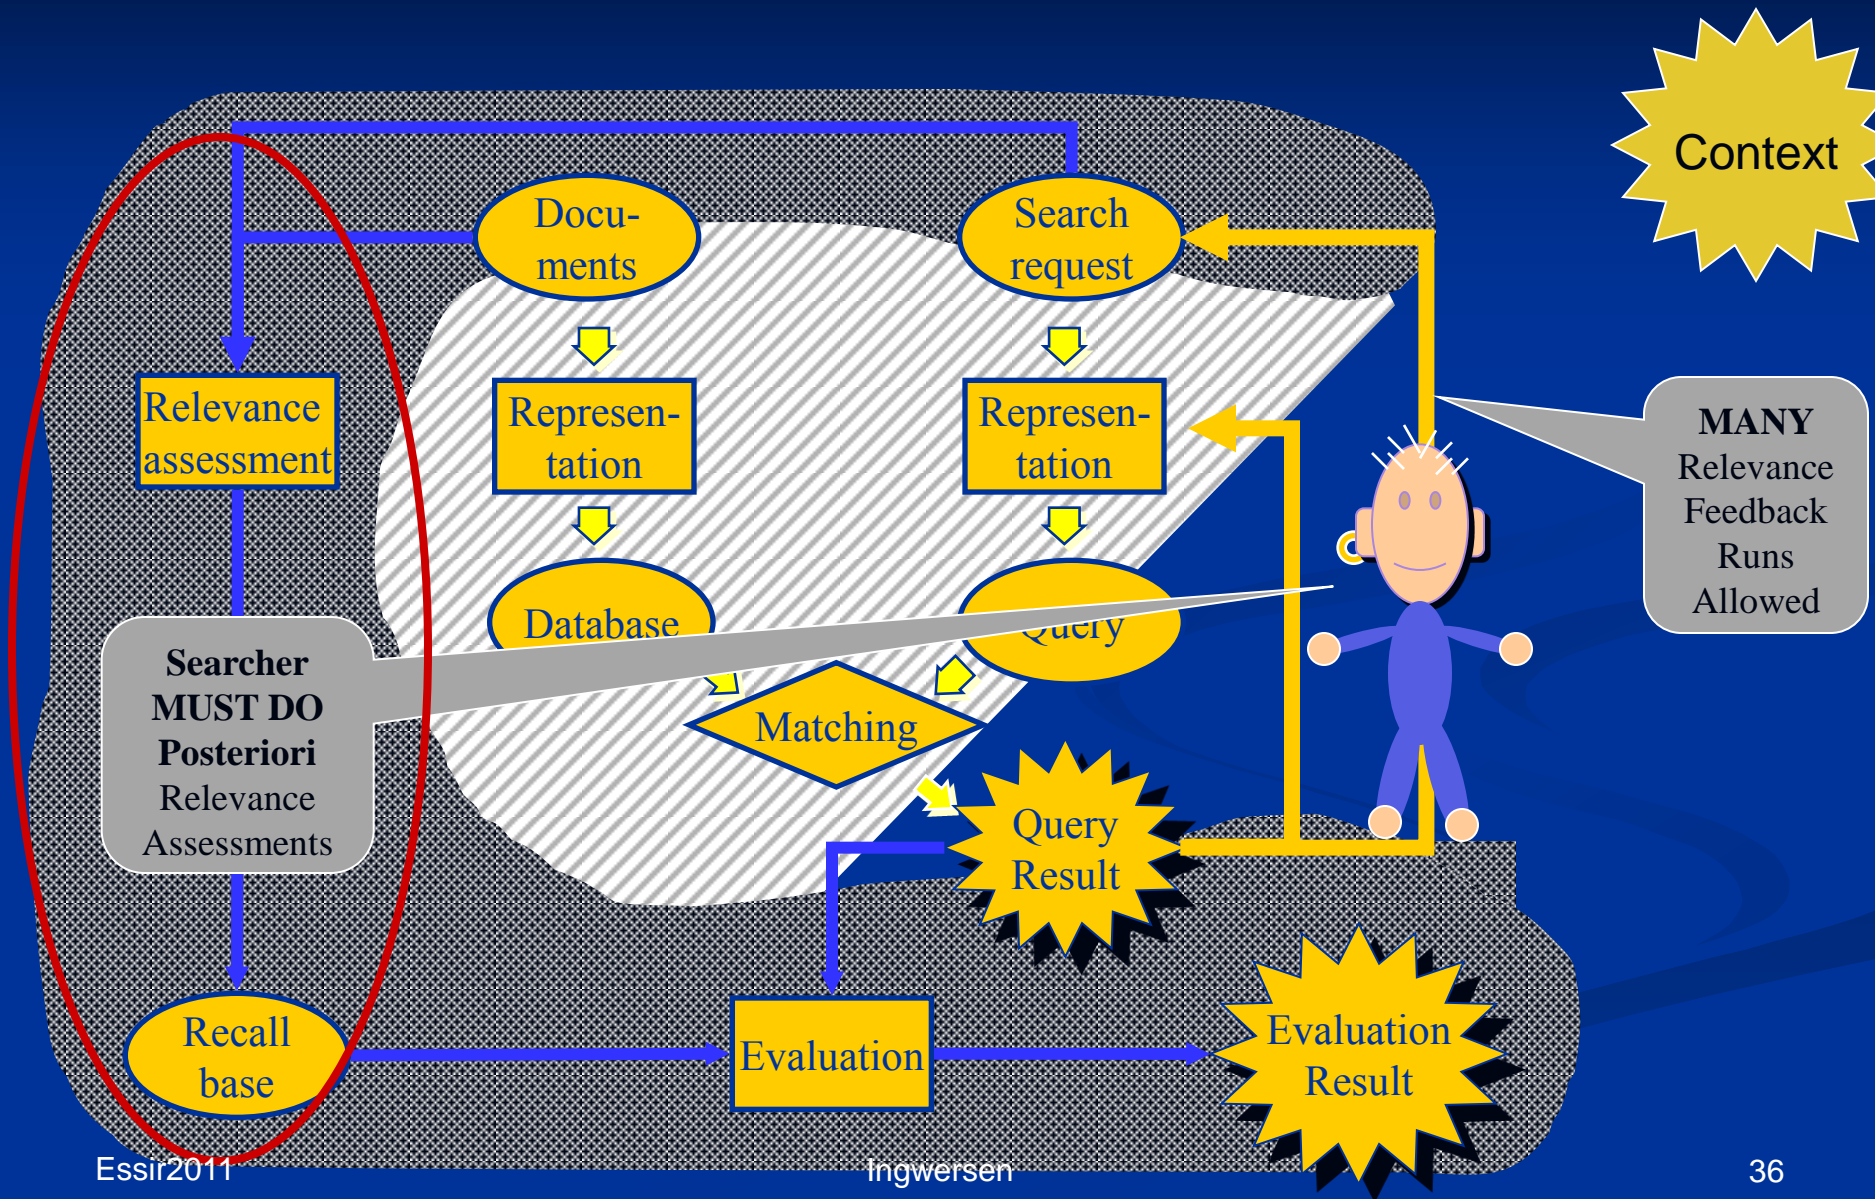 Context
Docu-
ments
Search
request
Relevance
assessment
Represen-
tation
Represen-
tation
MANY
Relevance
Feedback
Runs
Allowed
Database
Query
Searcher
MUST DO
Posteriori
Relevance
Assessments
Matching
Query
Result
Recall
base
Evaluation
Evaluation
Result
Essir2011
Ingwersen
36